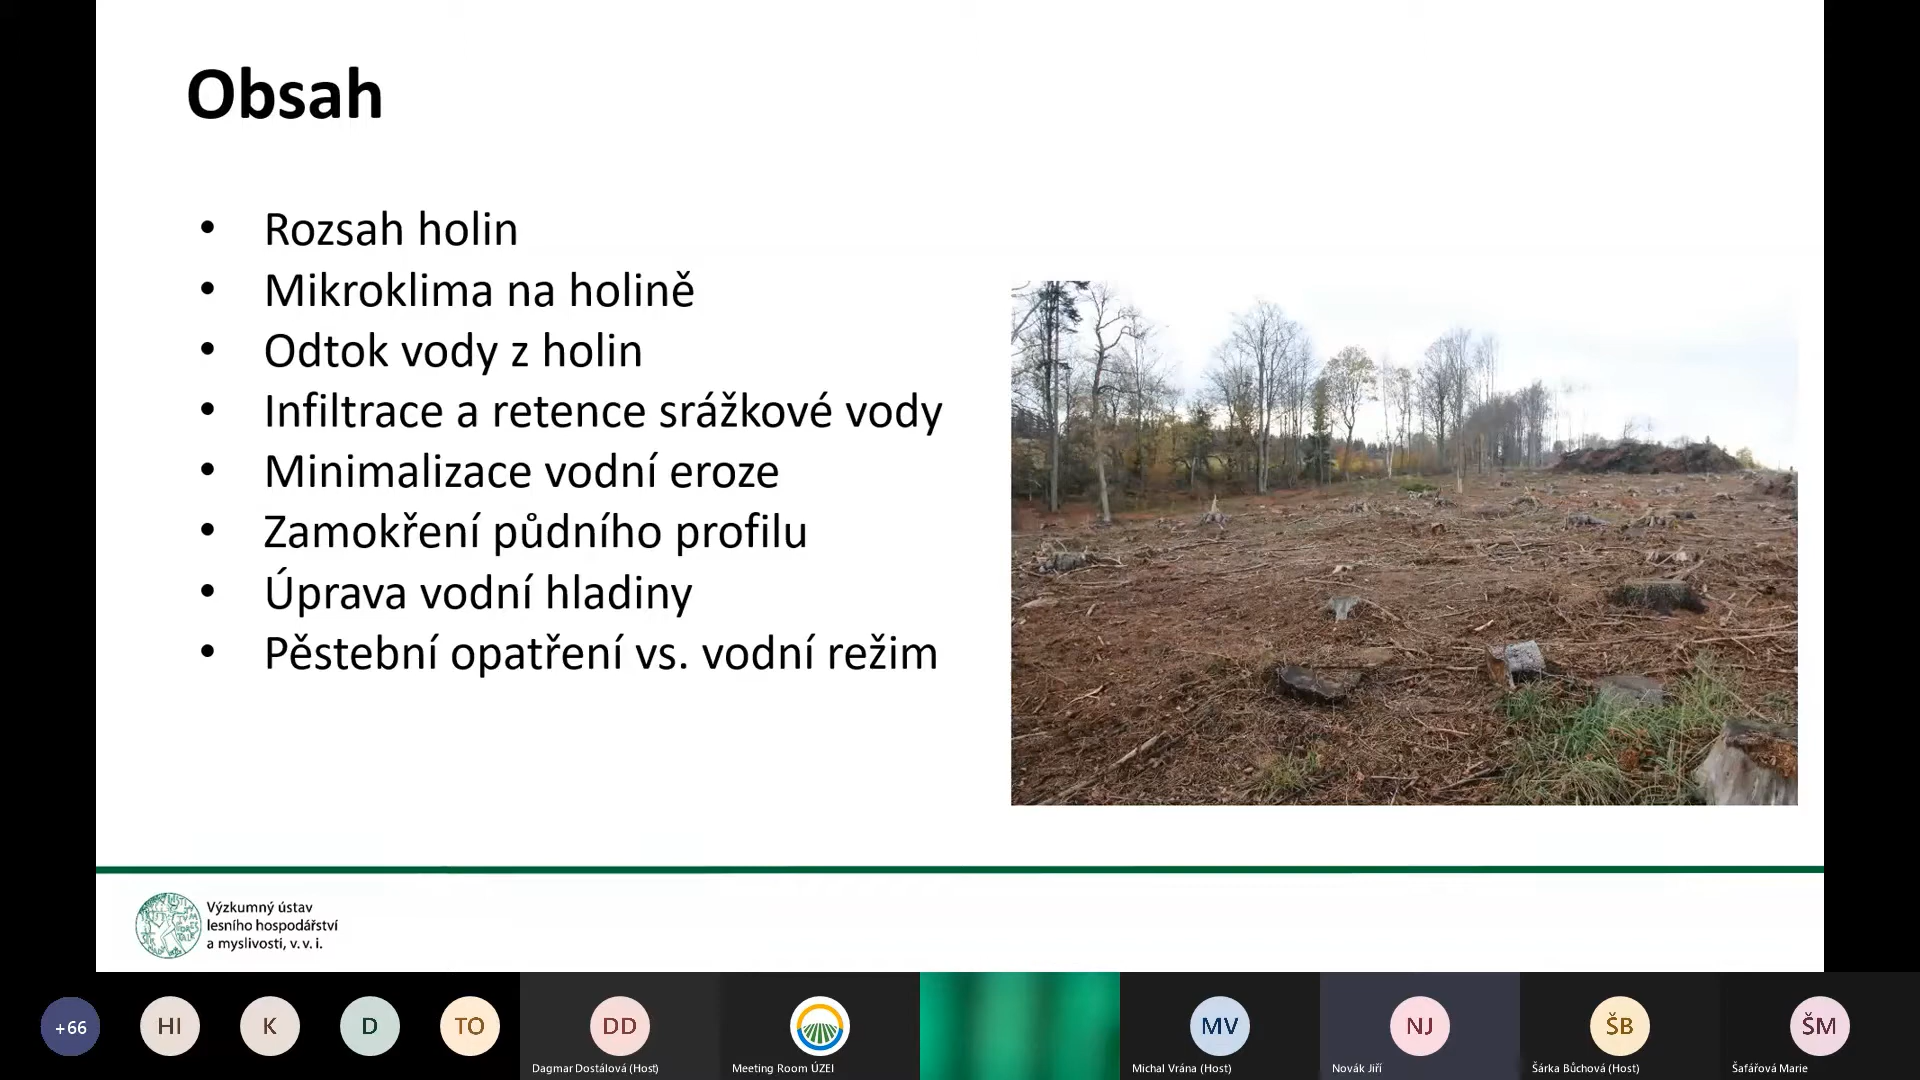 Obsah
• Rozsah holin
• Mikroklima na holině
• Odtok vody z holin
• Infiltrace a retence srážkové vody
• Minimalizace vodní eroze
• Zamokření půdního profilu
• Úprava vodní hladiny
• Pěstební opatření vs. vodní režim
Výzkumný ústav
lesního hospodářství
a myslivosti, v. v. i.
+66
HI
K
D
TO
DD
MV
NJ
ŠB
ŠM
Dagmar Dostálová (Host)
Meeting Room ÚZEI
Michal Vrána (Host)
Novák Jiří
Šárka Bůchová (Host)
Šafářová Marie